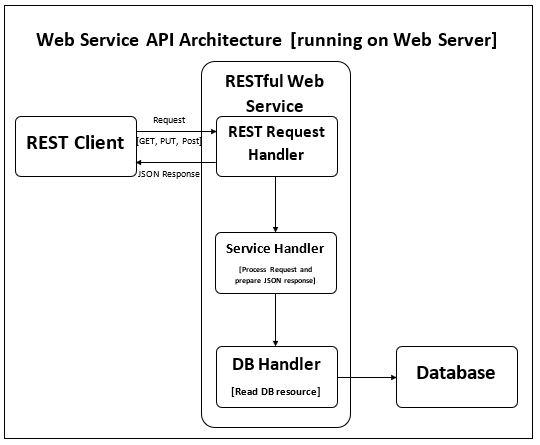 Web Service API Architecture [running on Web Server]
RESTful Web
Service
REST Client
Request
[GET, PUT, Post]
JSON Response
REST Request
Handler
Service Handler
[Process Request and
prepare JSON response]
DB Handler
[Read DB resource]
Database